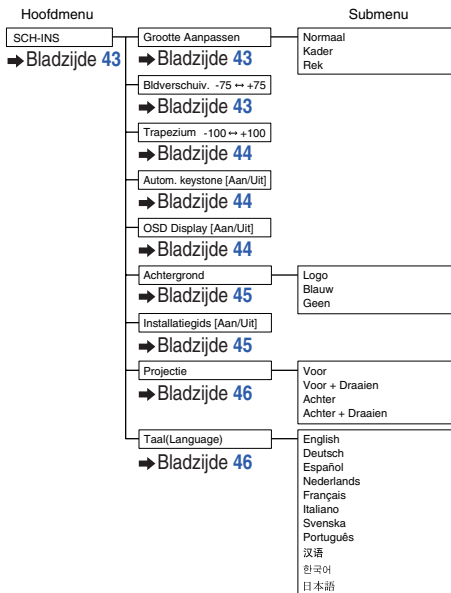 Hoofdmenu
Submenu
SCH-INS
➡Bladzijde 43
Grootte Aanpassen
➡Bladzijde 43
Normaal
Kader
Rek
Bldverschuiv. -75 ↔ +75
➡Bladzijde 43
Trapezium -100 ↔ +100
➡Bladzijde 44
Autom. keystone [Aan/Uit]
➡Bladzijde 44
OSD Display [Aan/Uit]
➡Bladzijde 44
Achtergrond
➡Bladzijde 45
Logo
Blauw
Geen
Installatiegids [Aan/Uit]
➡Bladzijde 45
Projectie
➡Bladzijde 46
Voor
Voor + Draaien
Achter
Achter + Draaien
Taal(Language)
➡Bladzijde 46
English
Deutsch
Español
Nederlands
Français
Italiano
Svenska
Português
汉语
한국어
日本語